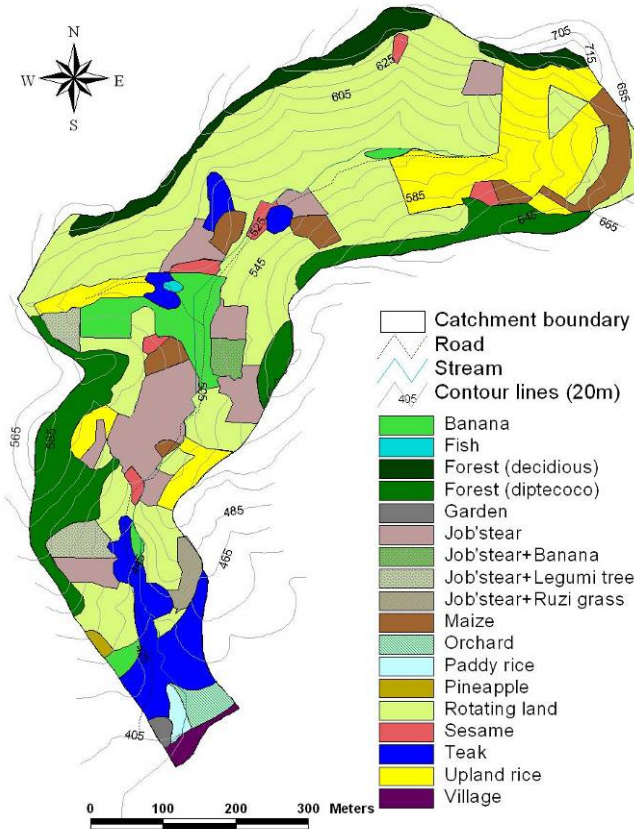 N
W E
S
705
715
625
685
605
585
645
665
525
545
505
565
565
485
465
405
Catchment boundary
Road
Stream
405 Contour lines (20m)
Banana
Fish
Forest (decidious)
Forest (diptecoco)
Garden
Job'stear
Job'stear+Banana
Job'stear+Legumi tree
Job'stear+Ruzi grass
Maize
Orchard
Paddy rice
Pineapple
Rotating land
Sesame
Teak
Upland rice
Village
0 100 200 300 Meters